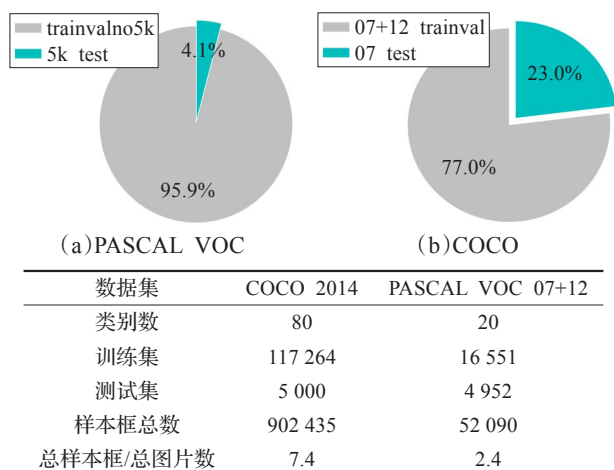 trainvalno5k
5k test
4.1%
95.9%
(a)PASCAL VOC
07+12 trainval
07 test
23.0%
77.0%
(b)COCO
数据集 COCO 2014 PASCAL VOC 07+12
类别数 80 20
训练集 117 264 16 551
测试集 5 000 4 952
样本框总数 902 435 52 090
总样本框/总图片数 7.4 2.4